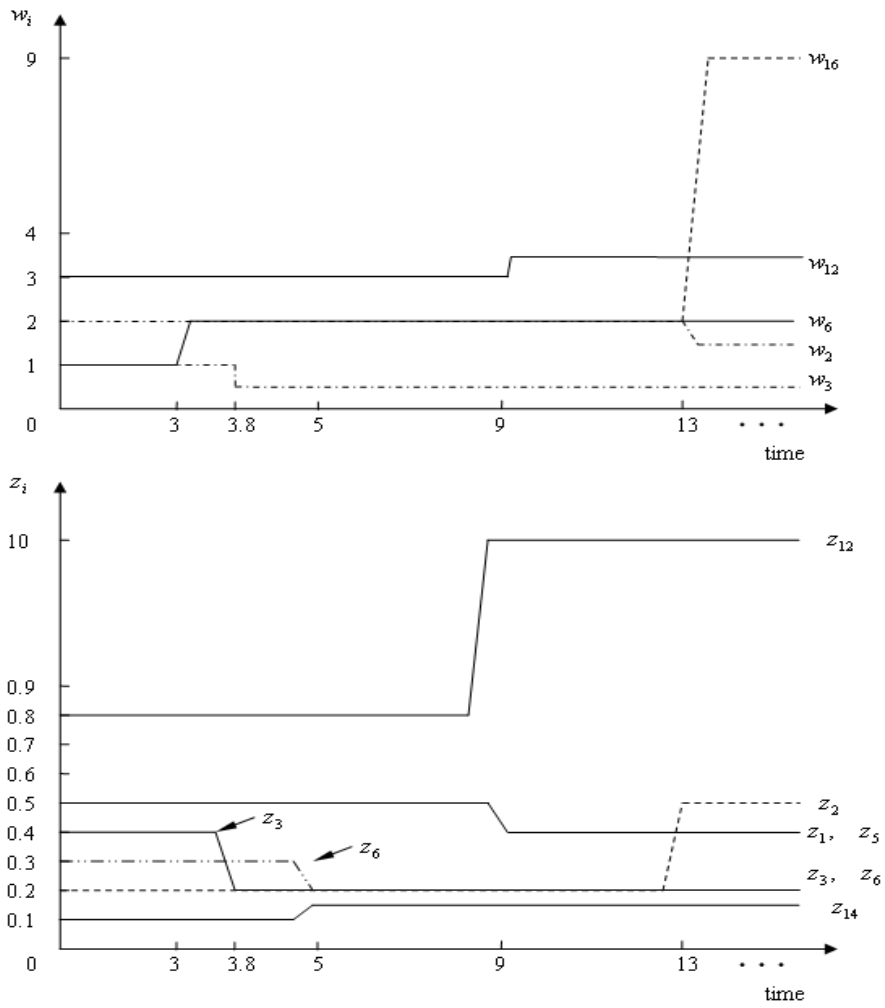 w_i
9
w_16
4
w_12
3
2
w_6
w_2
1
w_3
0
3
3.8
5
9
13
. . .
time
z_i
10
z_12
0.9
0.8
0.7
0.6
0.5
z_3
z_2
0.4
z_1, z_5
0.3
z_6
0.2
z_3, z_6
0.1
z_14
0
3
3.8
5
9
13
. . .
time